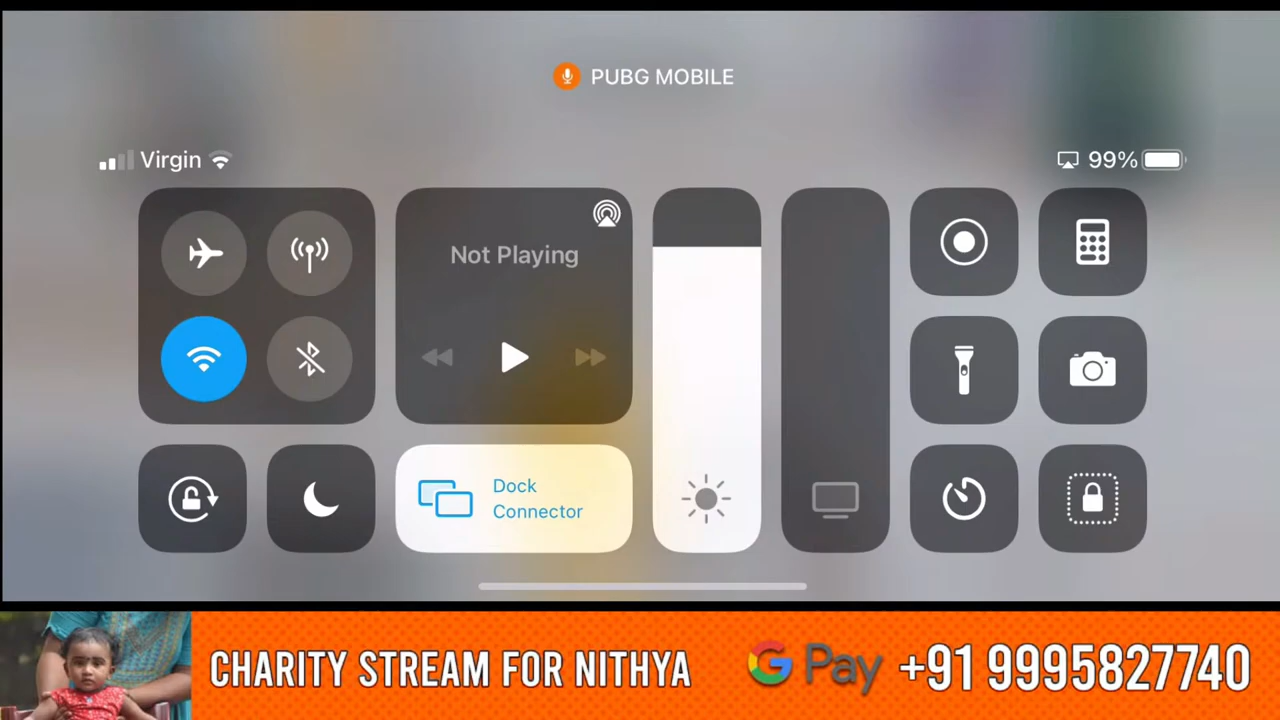 PUBG MOBILE
Virgin
99%
Not Playing
Dock
Connector
CHARITY STREAM FOR NITHYA
G Pay +91 9995827740